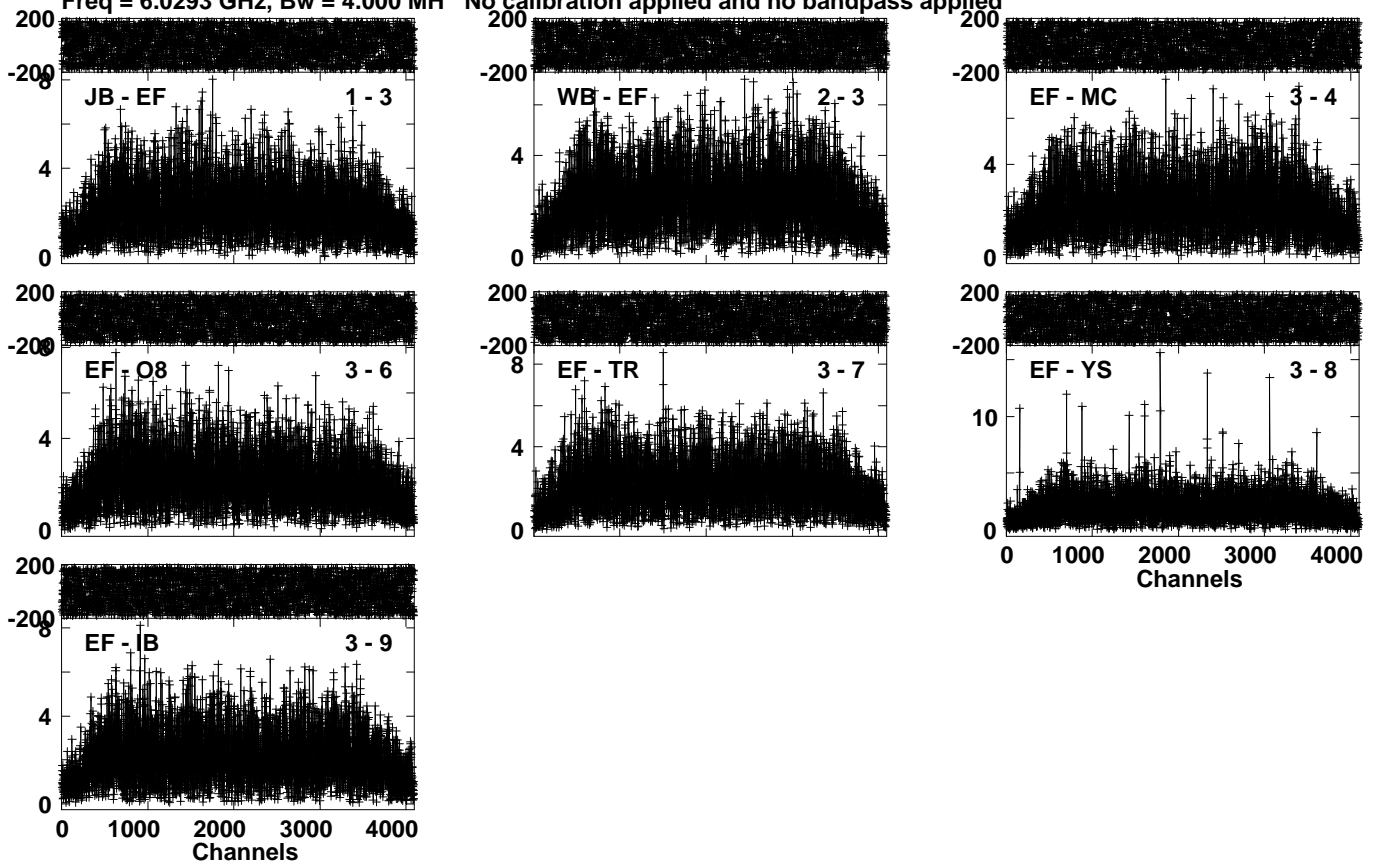 Freq = 6.0293 GHz, Bw = 4.000 MH No calibration applied and no bandpass applied
200 200 200
-200 -200 -200
8 JB - EF 1 - 3 WB - EF 2 - 3 EF - MC 3 - 4
4 4 4
0 0 0
200 200 200
-200 -200 -200
8 EF - O8 3 - 6 8 EF - TR 3 - 7 EF - YS 3 - 8
4 4 10
0 0 0
0 1000 2000 3000 4000
Channels
200
-200
8 EF - IB 3 - 9
4
0
0 1000 2000 3000 4000
Channels